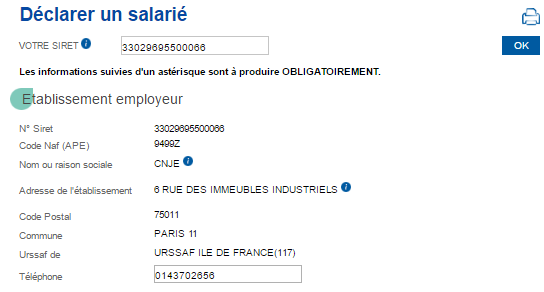 Déclarer un salarié
VOTRE SIRET i 33029695500066 OK
Les informations suivies d'un astérisque sont à produire OBLIGATOIREMENT.
Etablissement employeur
N° Siret 33029695500066
Code Naf (APE) 9499Z
Nom ou raison sociale CNJE i
Adresse de l'établissement 6 RUE DES IMMEUBLES INDUSTRIELS i
Code Postal 75011
Commune PARIS 11
Urssaf de URSSAF ILE DE FRANCE(117)
Téléphone 0143702656